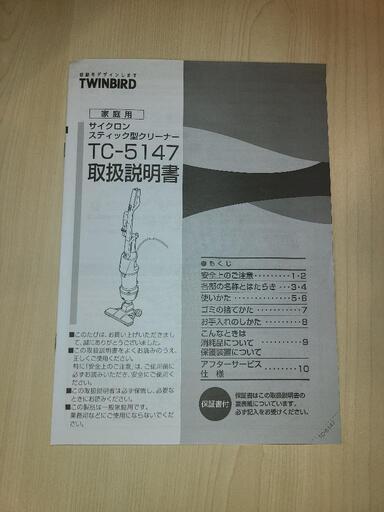 感動をデザインします
TWINBIRD
家庭用
サイクロン
スティック型クリーナー
TC-5147
取扱説明書
●もくじ
安全上のご注意・・・・・・・・・1・2
各部の名称とはたらき・・・3・4
使いかた・・・・・・・・・・・・・・5・6
ゴミの捨てかた・・・・・・・・・・7
お手入れのしかた・・・・・・・・8
こんなときは
消耗品について・・・・・・・・・9
保護装置について
アフターサービス
仕様・・・・・・・・・・10
■このたびは、お買い上げいただきまして、
誠にありがとうございました。
■この取扱説明書をよくお読みのうえ、
正しくご使用ください。
特に「安全上のご注意」は、ご使用前に
必ずお読みいただき、安全にご使用ください。
■この取扱説明書は必ず保管し、必要な
ときにお読みください。
■この製品は一般家庭用です。
業務用などにご使用にならないでくだ
さい。
保証書付
保証書はこの取扱説明書の
裏表紙についています。
必ず記入をお受けください。